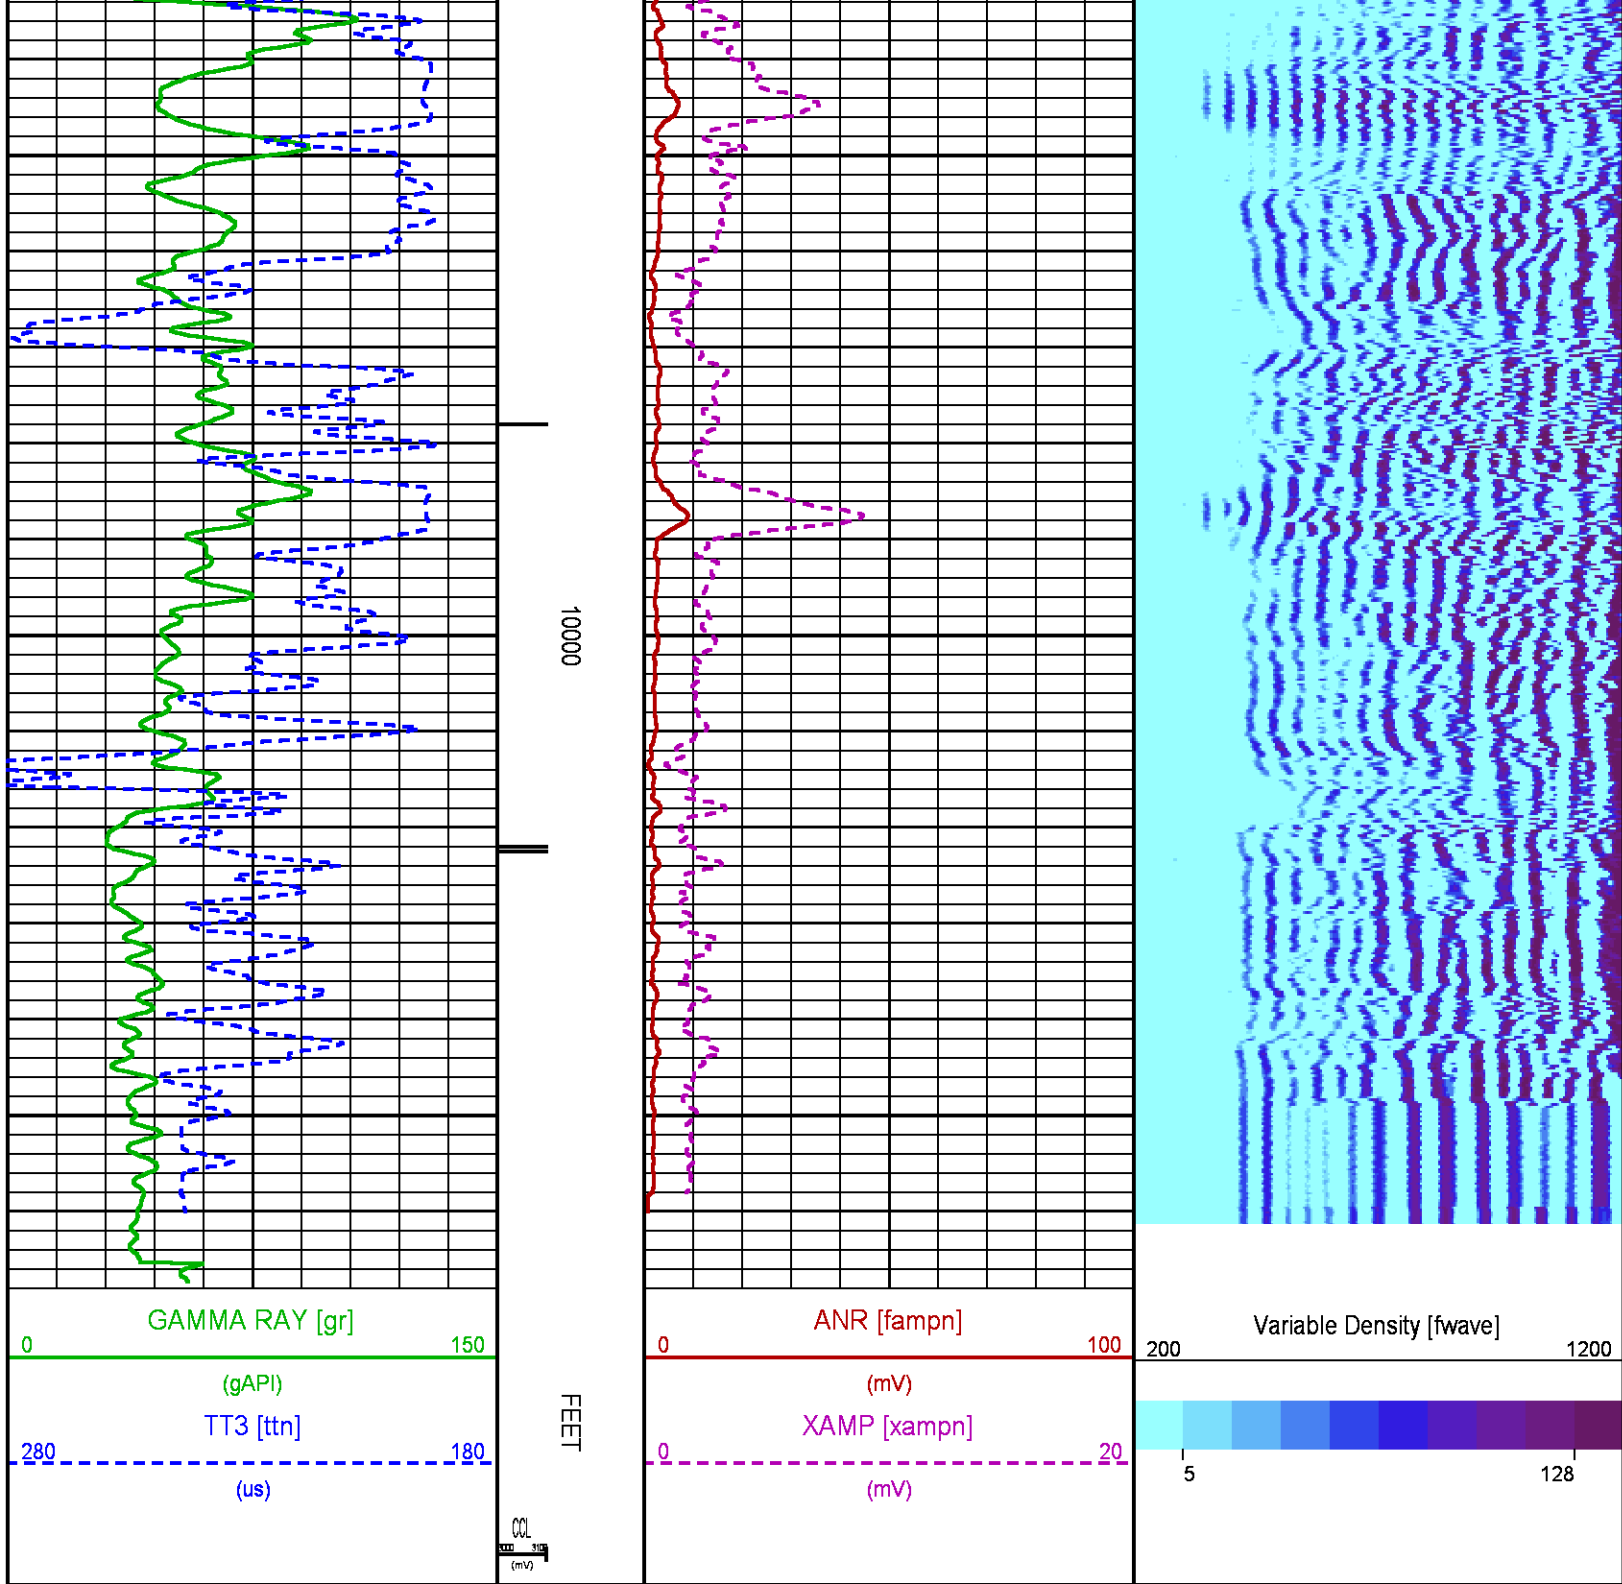 10000
GAMMA RAY [gr]
0 150
(gAPI)
TT3 [ttn]
280 180
(us)
FEET
CCL
(mV)
ANR [fampn]
0 100
(mV)
XAMP [xampn]
0 20
(mV)
Variable Density [fwave]
200 1200
5 128